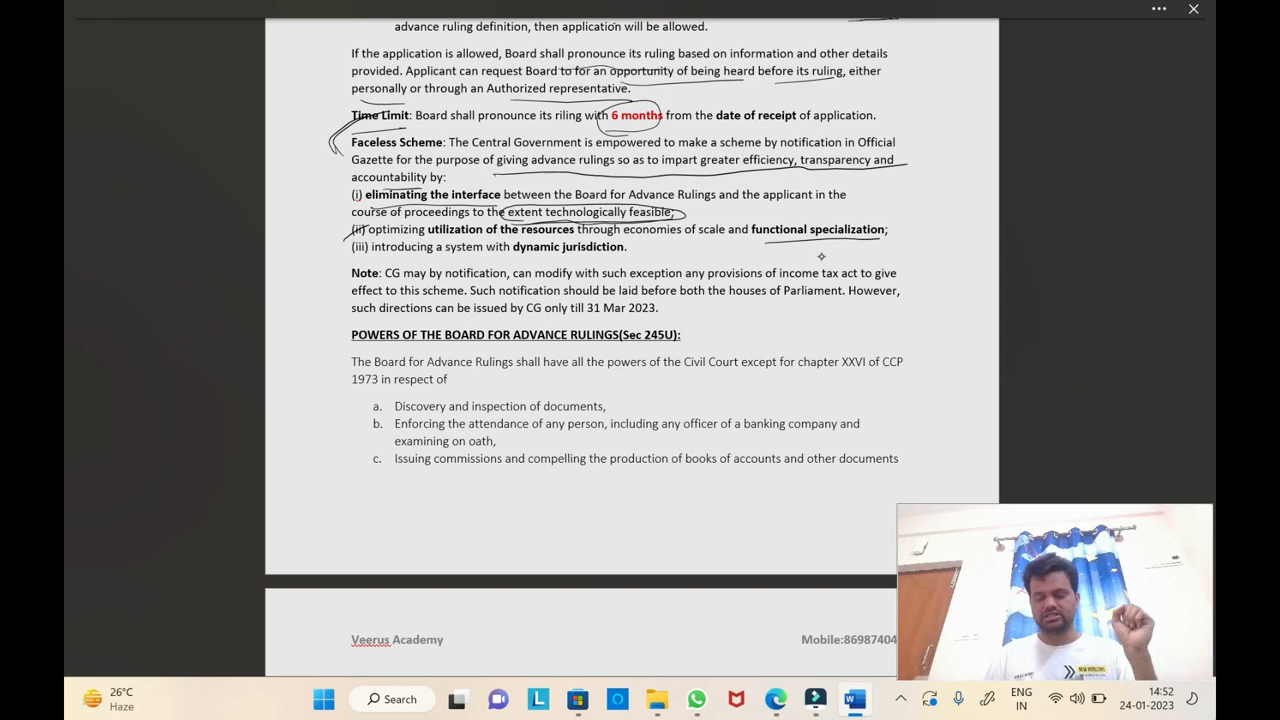 advance ruling definition, then application will be allowed.
If the application is allowed, Board shall pronounce its ruling based on information and other details
provided. Applicant can request Board to for an opportunity of being heard before its ruling, either
personally or through an Authorized representative.
Time Limit: Board shall pronounce its riling with 6 months from the date of receipt of application.
Faceless Scheme: The Central Government is empowered to make a scheme by notification in Official
Gazette for the purpose of giving advance rulings so as to impart greater efficiency, transparency and
accountability by:
(i) eliminating the interface between the Board for Advance Rulings and the applicant in the
course of proceedings to the extent technologically feasible;
(ii) optimizing utilization of the resources through economies of scale and functional specialization;
(iii) introducing a system with dynamic jurisdiction.
Note: CG may by notification, can modify with such exception any provisions of income tax act to give
effect to this scheme. Such notification should be laid before both the houses of Parliament. However,
such directions can be issued by CG only till 31 Mar 2023.
POWERS OF THE BOARD FOR ADVANCE RULINGS(Sec 245U):
The Board for Advance Rulings shall have all the powers of the Civil Court except for chapter XXVI of CCP
1973 in respect of
a. Discovery and inspection of documents,
b. Enforcing the attendance of any person, including any officer of a banking company and
examining on oath,
c. Issuing commissions and compelling the production of books of accounts and other documents
Veerus Academy Mobile:86987404
26°C
Haze
Search
ENG
IN
14:52
24-01-2023